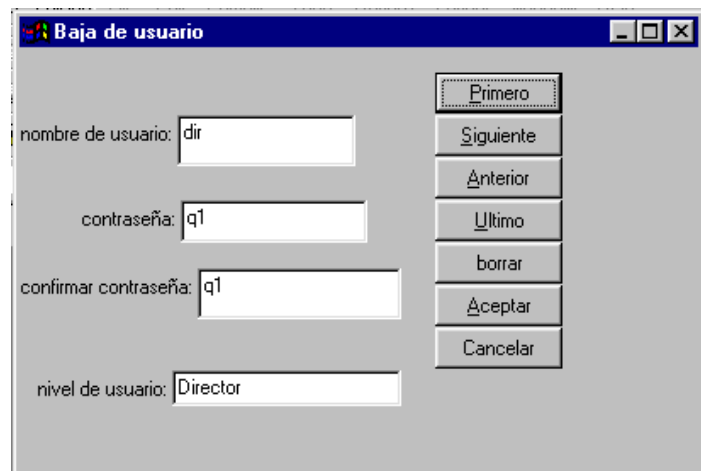 Baja de usuario
nombre de usuario: dir
contraseña: q1
confirmar contraseña: q1
nivel de usuario: Director
Primero
Siguiente
Anterior
Ultimo
borrar
Aceptar
Cancelar